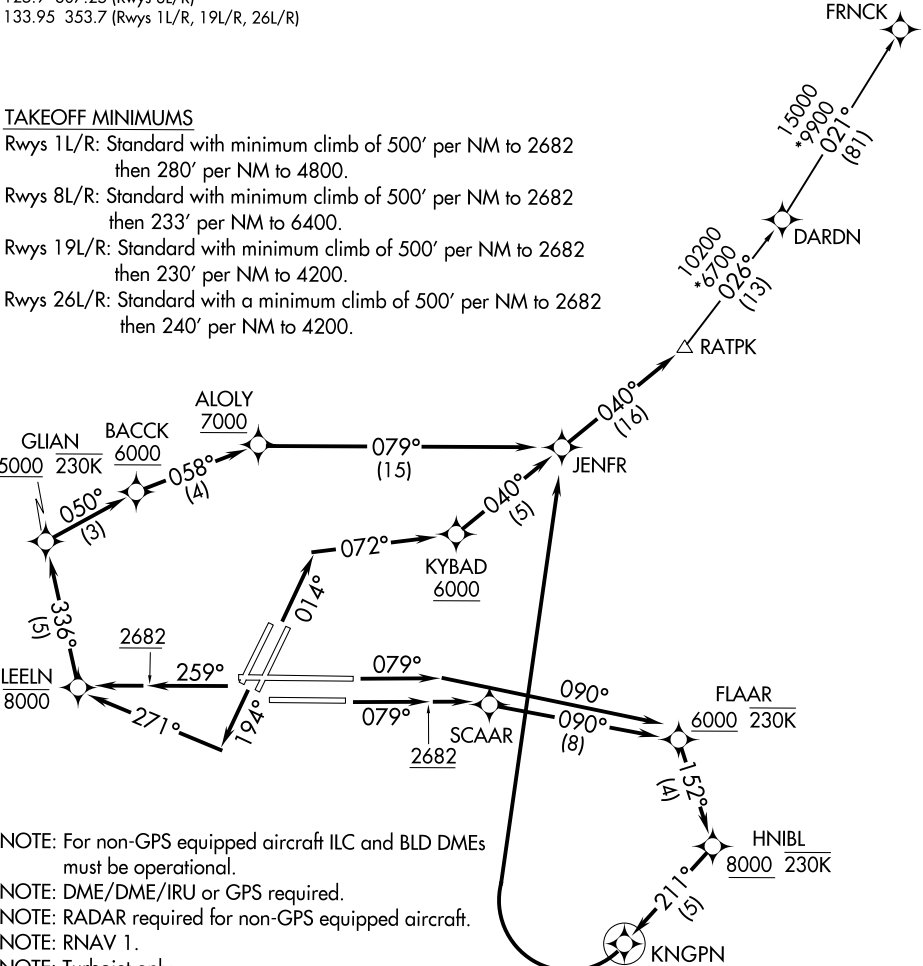 133.95 353.7 (Rwys 1L/R, 19L/R, 26L/R)
FRNCK
TAKEOFF MINIMUMS
Rwys 1L/R: Standard with minimum climb of 500' per NM to 2682
then 280' per NM to 4800.
Rwys 8L/R: Standard with minimum climb of 500' per NM to 2682
then 233' per NM to 6400.
Rwys 19L/R: Standard with minimum climb of 500' per NM to 2682
then 230' per NM to 4200.
Rwys 26L/R: Standard with a minimum climb of 500' per NM to 2682
then 240' per NM to 4200.
15000
*9900
021°
(81)
DARDN
10200
*6700
026°
(13)
RATPK
040°
(16)
ALOLY
7000
BACCK
6000
GLIAN
5000 230K
050°
(3)
058°
(4)
079°
(15)
JENFR
040°
(5)
072°
KYBAD
6000
014°
336°
(5)
2682
LEELN
8000
259°
271°
194°
079°
079°
2682
SCAAR
090°
090°
(8)
FLAAR
6000 230K
152°
(4)
HNIBL
8000 230K
211°
(5)
KNGPN
NOTE: For non-GPS equipped aircraft ILC and BLD DMEs
must be operational.
NOTE: DME/DME/IRU or GPS required.
NOTE: RADAR required for non-GPS equipped aircraft.
NOTE: RNAV 1.
NOTE: Turbojet